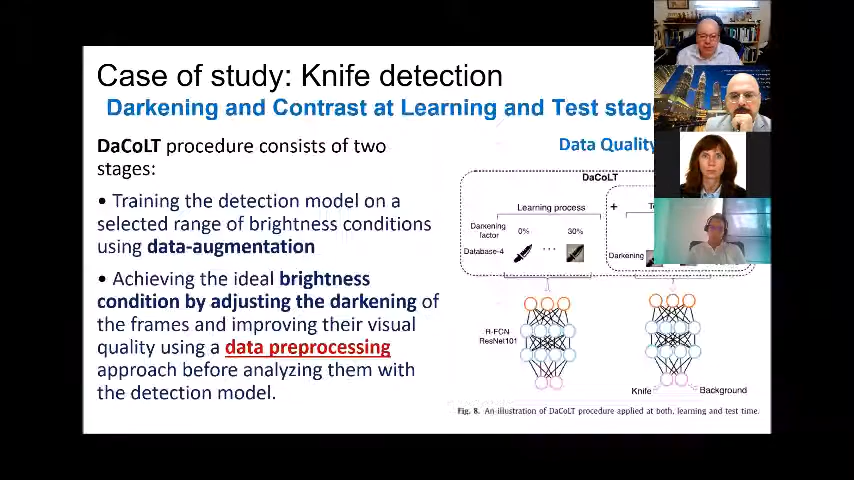 Case of study: Knife detection
Darkening and Contrast at Learning and Test
DaCoLT procedure consists of two
stages:
• Training the detection model on a
selected range of brightness conditions
using data-augmentation
• Achieving the ideal brightness
condition by adjusting the darkening of
the frames and improving their visual
quality using a data preprocessing
approach before analyzing them with
the detection model.
Data Quality
DaCoLT
Learning process
+
Darkening
factor
0%
30%
Database-4
...
Darkening
R-FCN
ResNet101
Knife
Background
Fig. 8. An illustration of DaCoLT procedure applied at both, learning and test time.